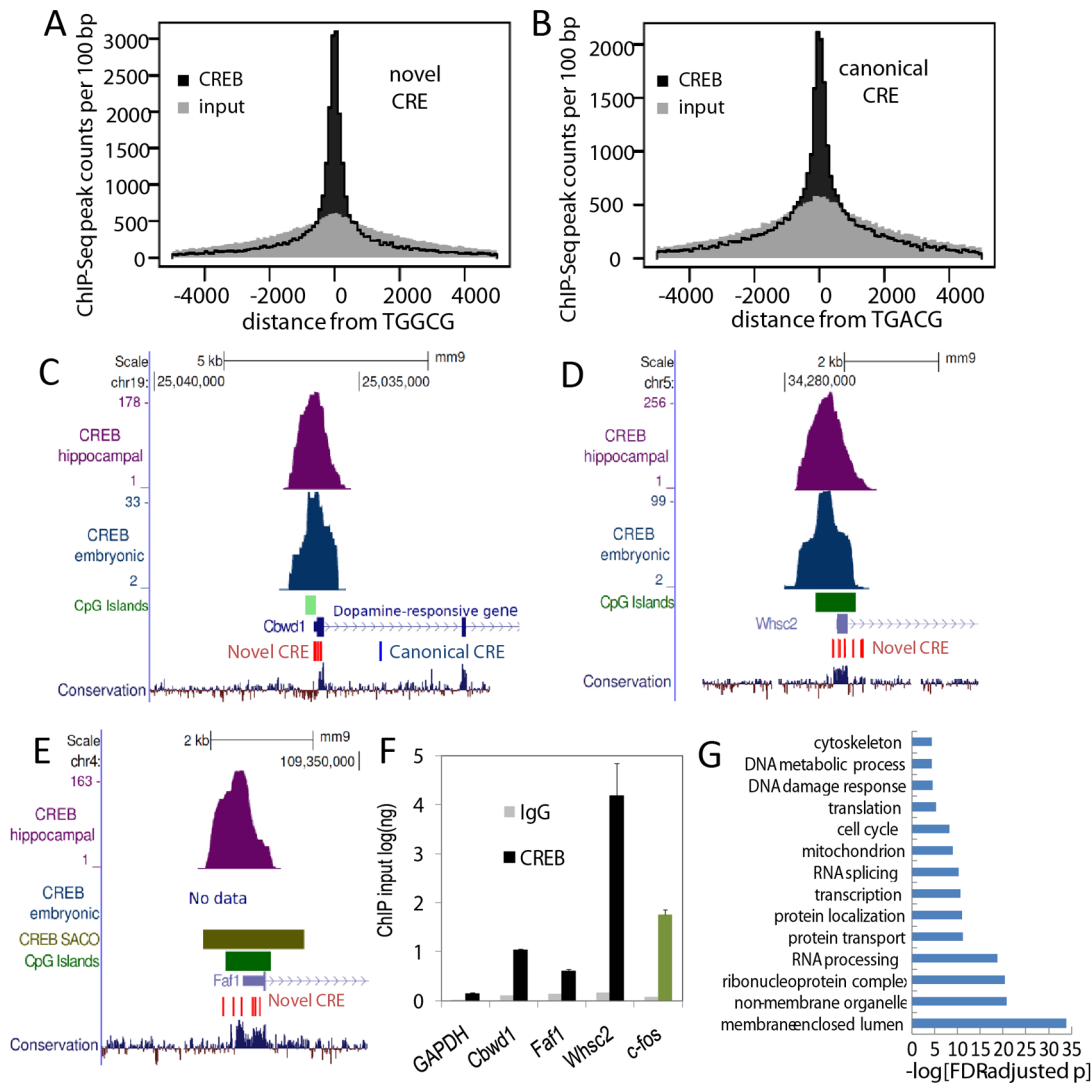 A
ChIP-Seq peak counts per 100 bp
3000
2500
2000
1500
1000
500
0
CREB
input
novel
CRE
-4000
-2000
0
2000
4000
distance from TGGCG
B
ChIP-Seq peak counts per 100 bp
2000
1500
1000
500
0
CREB
input
canonical
CRE
-4000
-2000
0
2000
4000
distance from TGACG
C
Scale
5 kb
mm9
chr19:
25,040,000
25,035,000
178 -
CREB
hippocampal
1 _
33 -
CREB
embryonic
2 _
CpG Islands
Dopamine-responsive gene
Cbwd1
Novel CRE
Canonical CRE
Conservation
D
Scale
2 kb
mm9
chr5:
34,280,000
256 -
CREB
hippocampal
1 _
99 -
CREB
embryonic
2 _
CpG Islands
Whsc2
Novel CRE
Conservation
E
Scale
2 kb
mm9
chr4:
109,350,000
163 -
CREB
hippocampal
1 _
CREB
embryonic
No data
CREB SACO
CpG Islands
Faf1
Novel CRE
Conservation
F
ChIP input log(ng)
5
4
3
2
1
0
IgG
CREB
GAPDH
Cbwd1
Faf1
Whsc2
c-fos
G
cytoskeleton
DNA metabolic process
DNA damage response
translation
cell cycle
mitochondrion
RNA splicing
transcription
protein localization
protein transport
RNA processing
ribonucleoprotein complex
non-membrane organelle
membrane enclosed lumen
0 5 10 15 20 25 30 35
-log[FDR adjusted p]